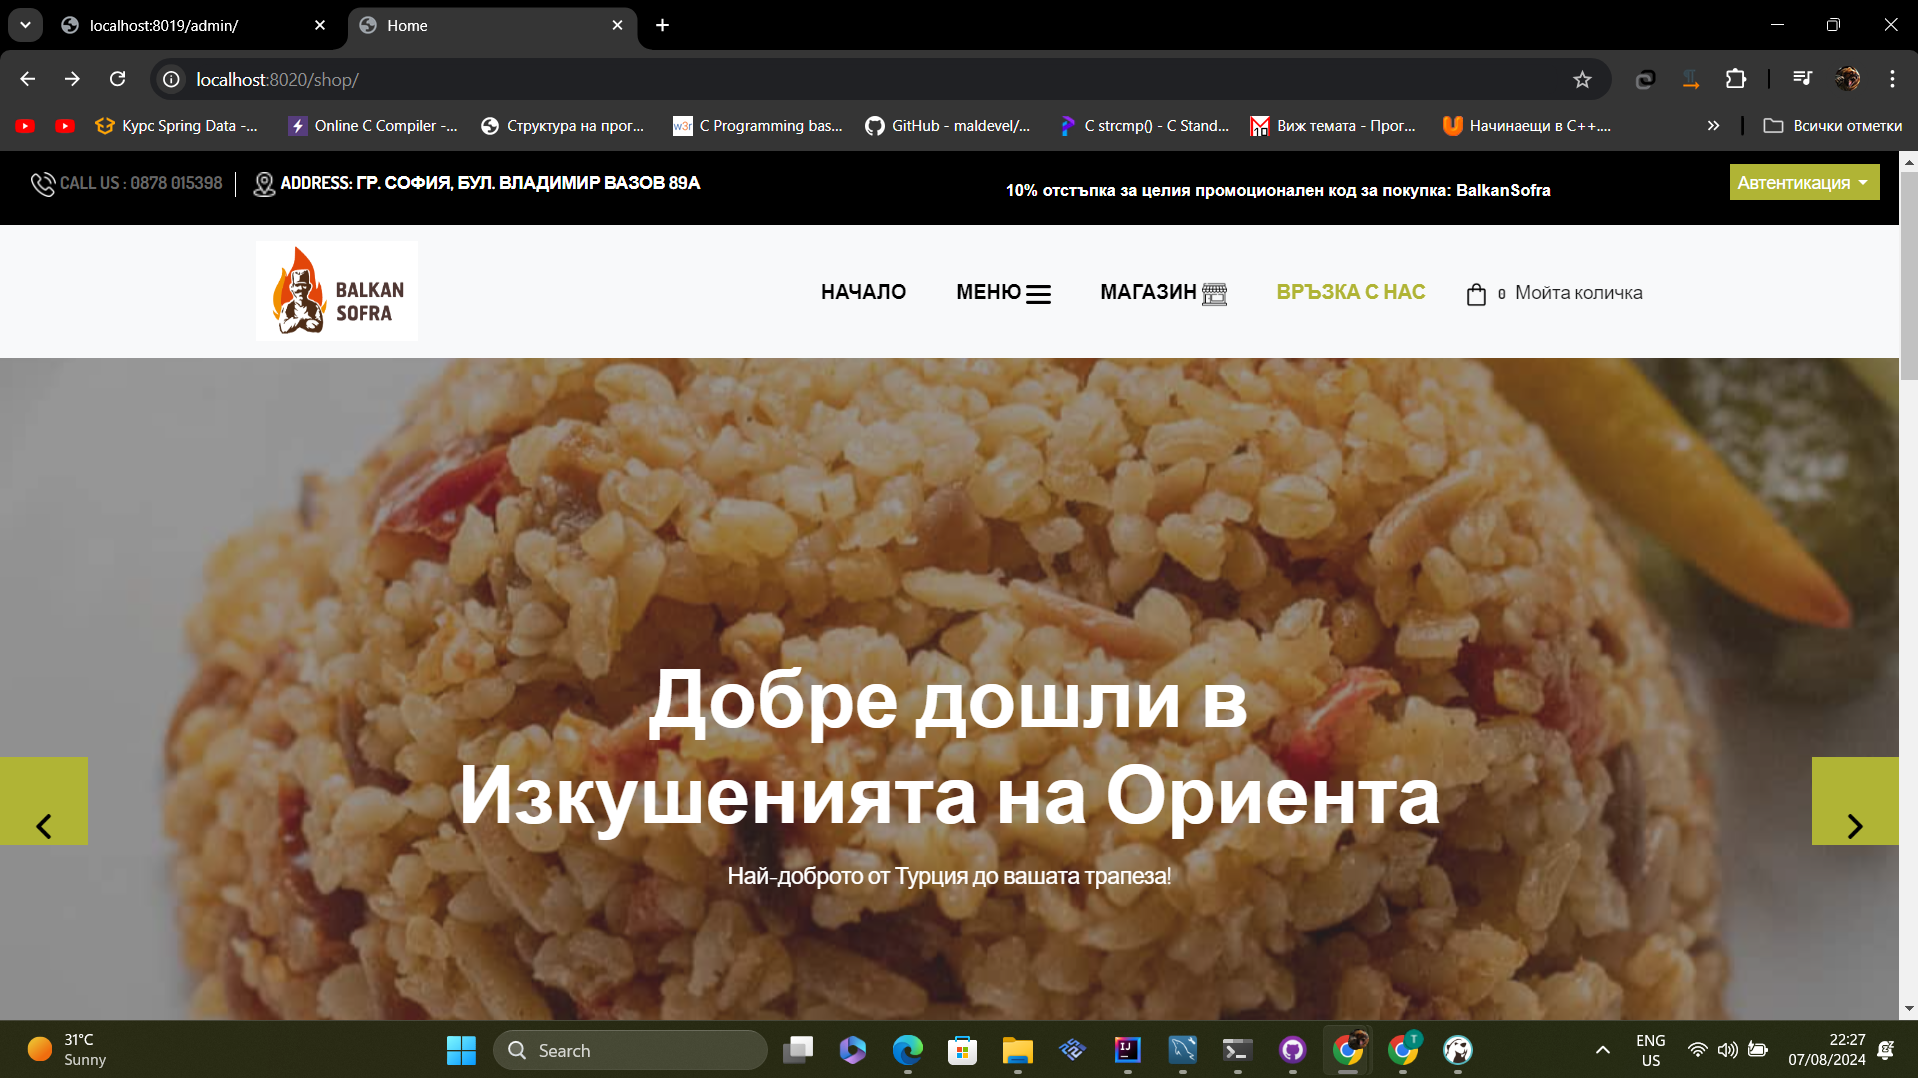 localhost:8019/admin/
Home
localhost:8020/shop/
Курс Spring Data -...
Online C Compiler -...
Структура на прог...
w3r
C Programming bas...
GitHub - maldevel/...
C strcmp() - C Stand...
Виж темата - Прог...
Начинаещи в C++....
Всички отметки
CALL US : 0878 015398
ADDRESS: ГР. СОФИЯ, БУЛ. ВЛАДИМИР ВАЗОВ 89А
10% отстъпка за целия промоционален код за покупка: BalkanSofra
Автентикация
BALKAN
SOFRA
НАЧАЛО
МЕНЮ
МАГАЗИН
ВРЪЗКА С НАС
0 Мойта количка
Добре дошли в
Изкушенията на Ориента
Най-доброто от Турция до вашата трапеза!
31°C
Sunny
Search
IJ
T
ENG
US
22:27
07/08/2024